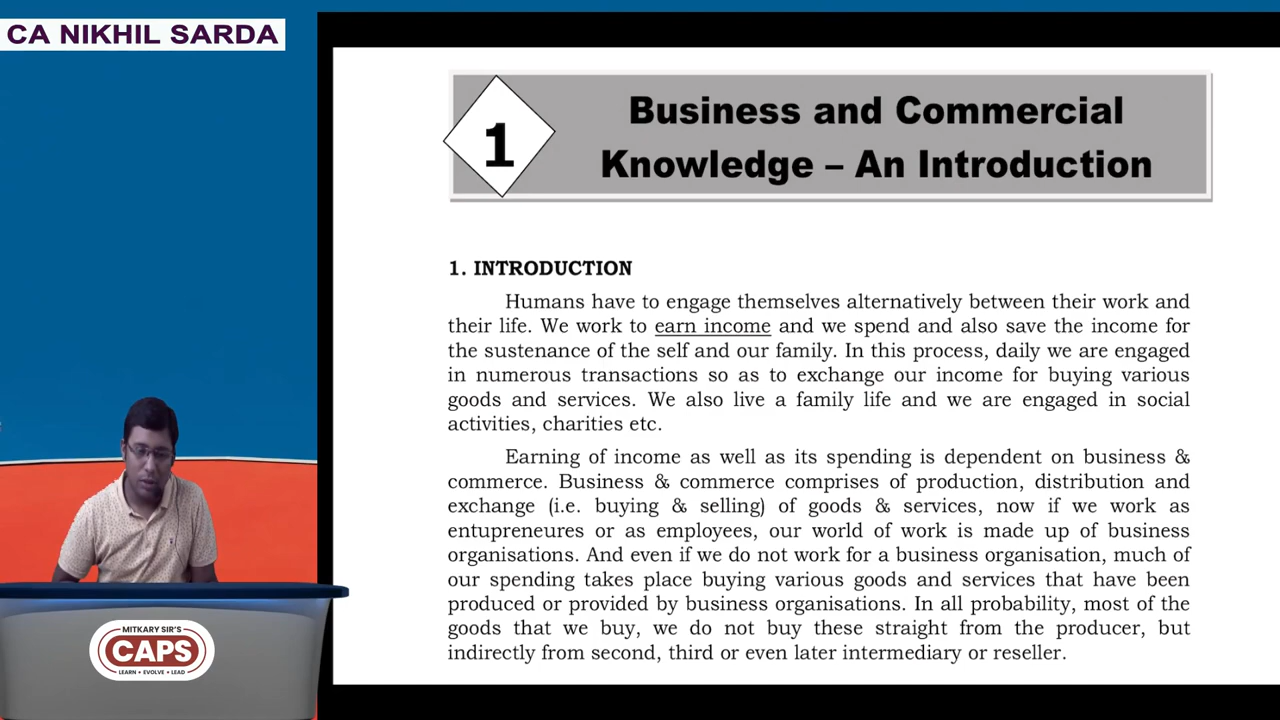 CA NIKHIL SARDA
1
Business and Commercial
Knowledge – An Introduction
1. INTRODUCTION
Humans have to engage themselves alternatively between their work and
their life. We work to earn income and we spend and also save the income for
the sustenance of the self and our family. In this process, daily we are engaged
in numerous transactions so as to exchange our income for buying various
goods and services. We also live a family life and we are engaged in social
activities, charities etc.
Earning of income as well as its spending is dependent on business &
commerce. Business & commerce comprises of production, distribution and
exchange (i.e. buying & selling) of goods & services, now if we work as
entupreneures or as employees, our world of work is made up of business
organisations. And even if we do not work for a business organisation, much of
our spending takes place buying various goods and services that have been
produced or provided by business organisations. In all probability, most of the
goods that we buy, we do not buy these straight from the producer, but
indirectly from second, third or even later intermediary or reseller.
MITKARY SIR'S
CAPS
LEARN • EVOLVE • LEAD